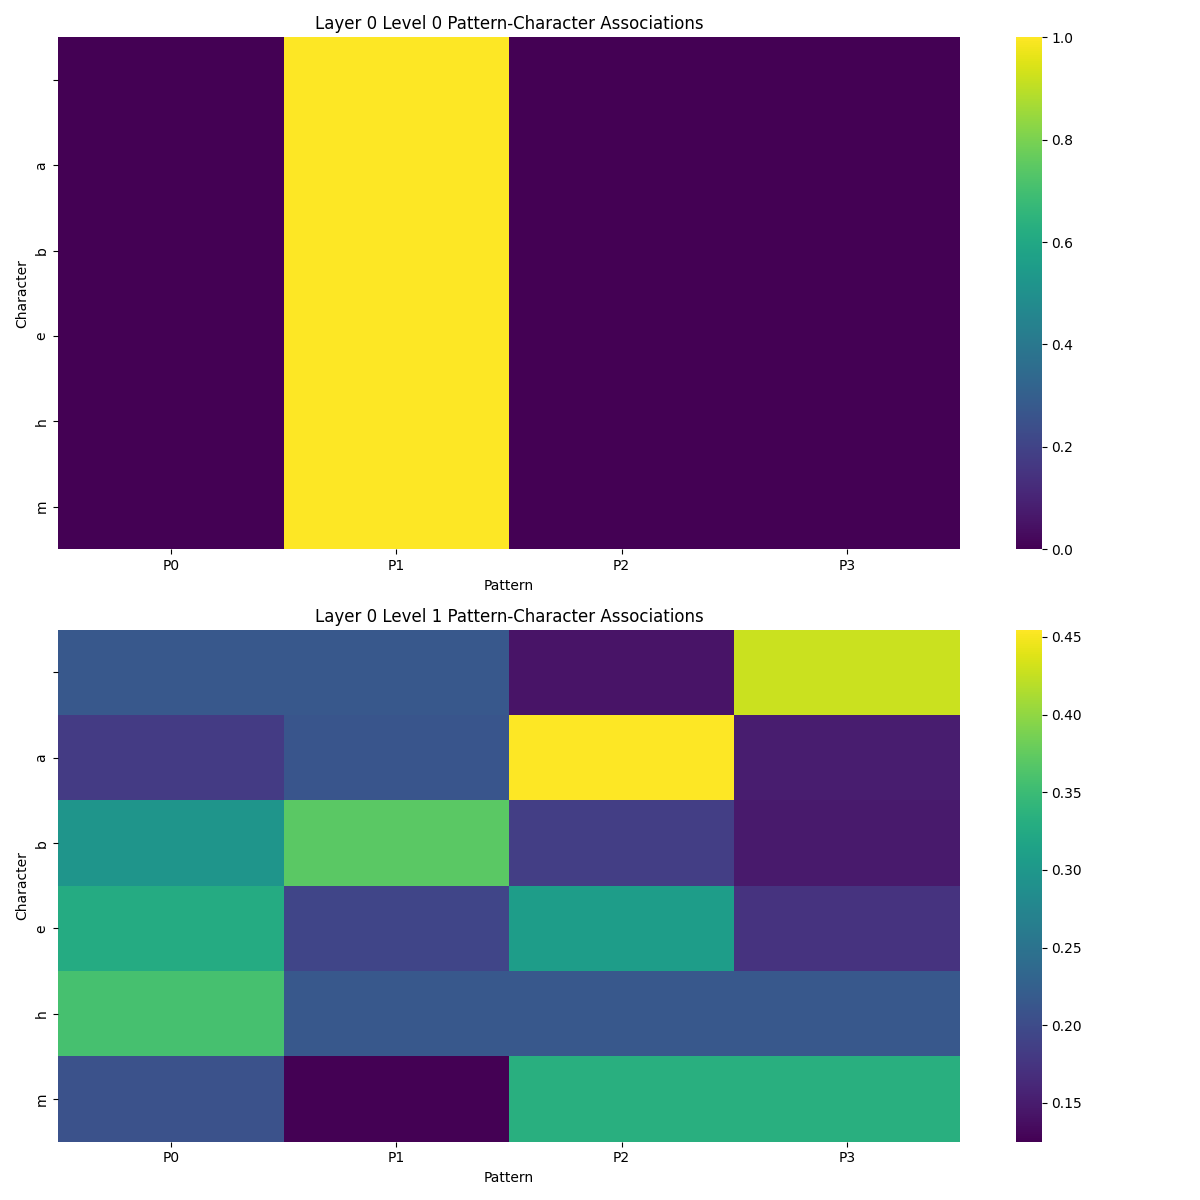 Layer 0 Level 0 Pattern-Character Associations
Character
a
b
e
h
m
P0 P1 P2 P3
Pattern
1.0
0.8
0.6
0.4
0.2
0.0
Layer 0 Level 1 Pattern-Character Associations
Character
a
b
e
h
m
P0 P1 P2 P3
Pattern
0.45
0.40
0.35
0.30
0.25
0.20
0.15